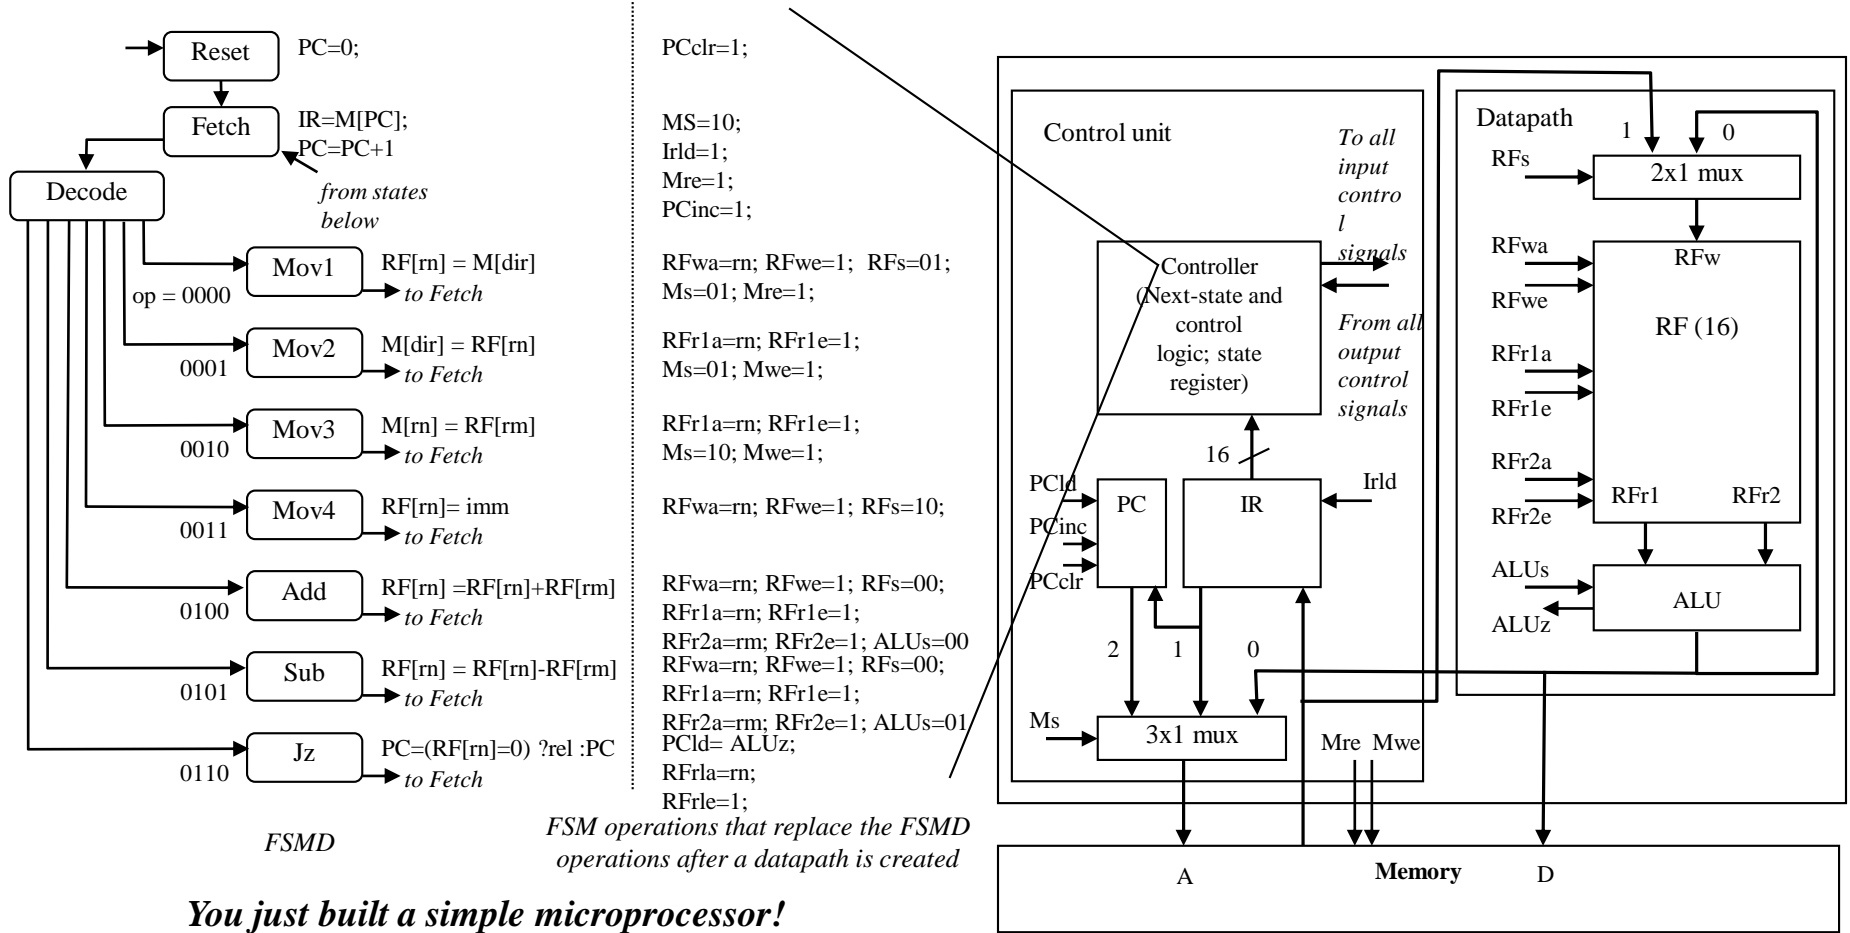 Reset
PC=0;
Fetch
IR=M[PC];
PC=PC+1
from states
below
Decode
Mov1
RF[rn] = M[dir]
to Fetch
op = 0000
Mov2
M[dir] = RF[rn]
to Fetch
0001
Mov3
M[rn] = RF[rm]
to Fetch
0010
Mov4
RF[rn]= imm
to Fetch
0011
Add
RF[rn] =RF[rn]+RF[rm]
to Fetch
0100
Sub
RF[rn] = RF[rn]-RF[rm]
to Fetch
0101
Jz
PC=(RF[rn]=0) ?rel :PC
to Fetch
0110
FSMD
PCclr=1;
MS=10;
Irld=1;
Mre=1;
PCinc=1;
RFwa=rn; RFwe=1; RFs=01;
Ms=01; Mre=1;
RFr1a=rn; RFr1e=1;
Ms=01; Mwe=1;
RFr1a=rn; RFr1e=1;
Ms=10; Mwe=1;
RFwa=rn; RFwe=1; RFs=10;
RFwa=rn; RFwe=1; RFs=00;
RFr1a=rn; RFr1e=1;
RFr2a=rm; RFr2e=1; ALUs=00
RFwa=rn; RFwe=1; RFs=00;
RFr1a=rn; RFr1e=1;
RFr2a=rm; RFr2e=1; ALUs=01
PCld= ALUz;
RFrla=rn;
RFrle=1;
FSM operations that replace the FSMD
operations after a datapath is created
You just built a simple microprocessor!
Control unit
To all
input
contro
l
signals
Controller
(Next-state and
control
logic; state
register)
From all
output
control
signals
16
PCld
PC
IR
Irld
PCinc
PCclr
2
1
0
Ms
3x1 mux
Mre
Mwe
Datapath
1
0
RFs
2x1 mux
RFwa
RFw
RFwe
RF (16)
RFr1a
RFr1e
RFr2a
RFr1
RFr2
RFr2e
ALUs
ALU
ALUz
A
Memory
D